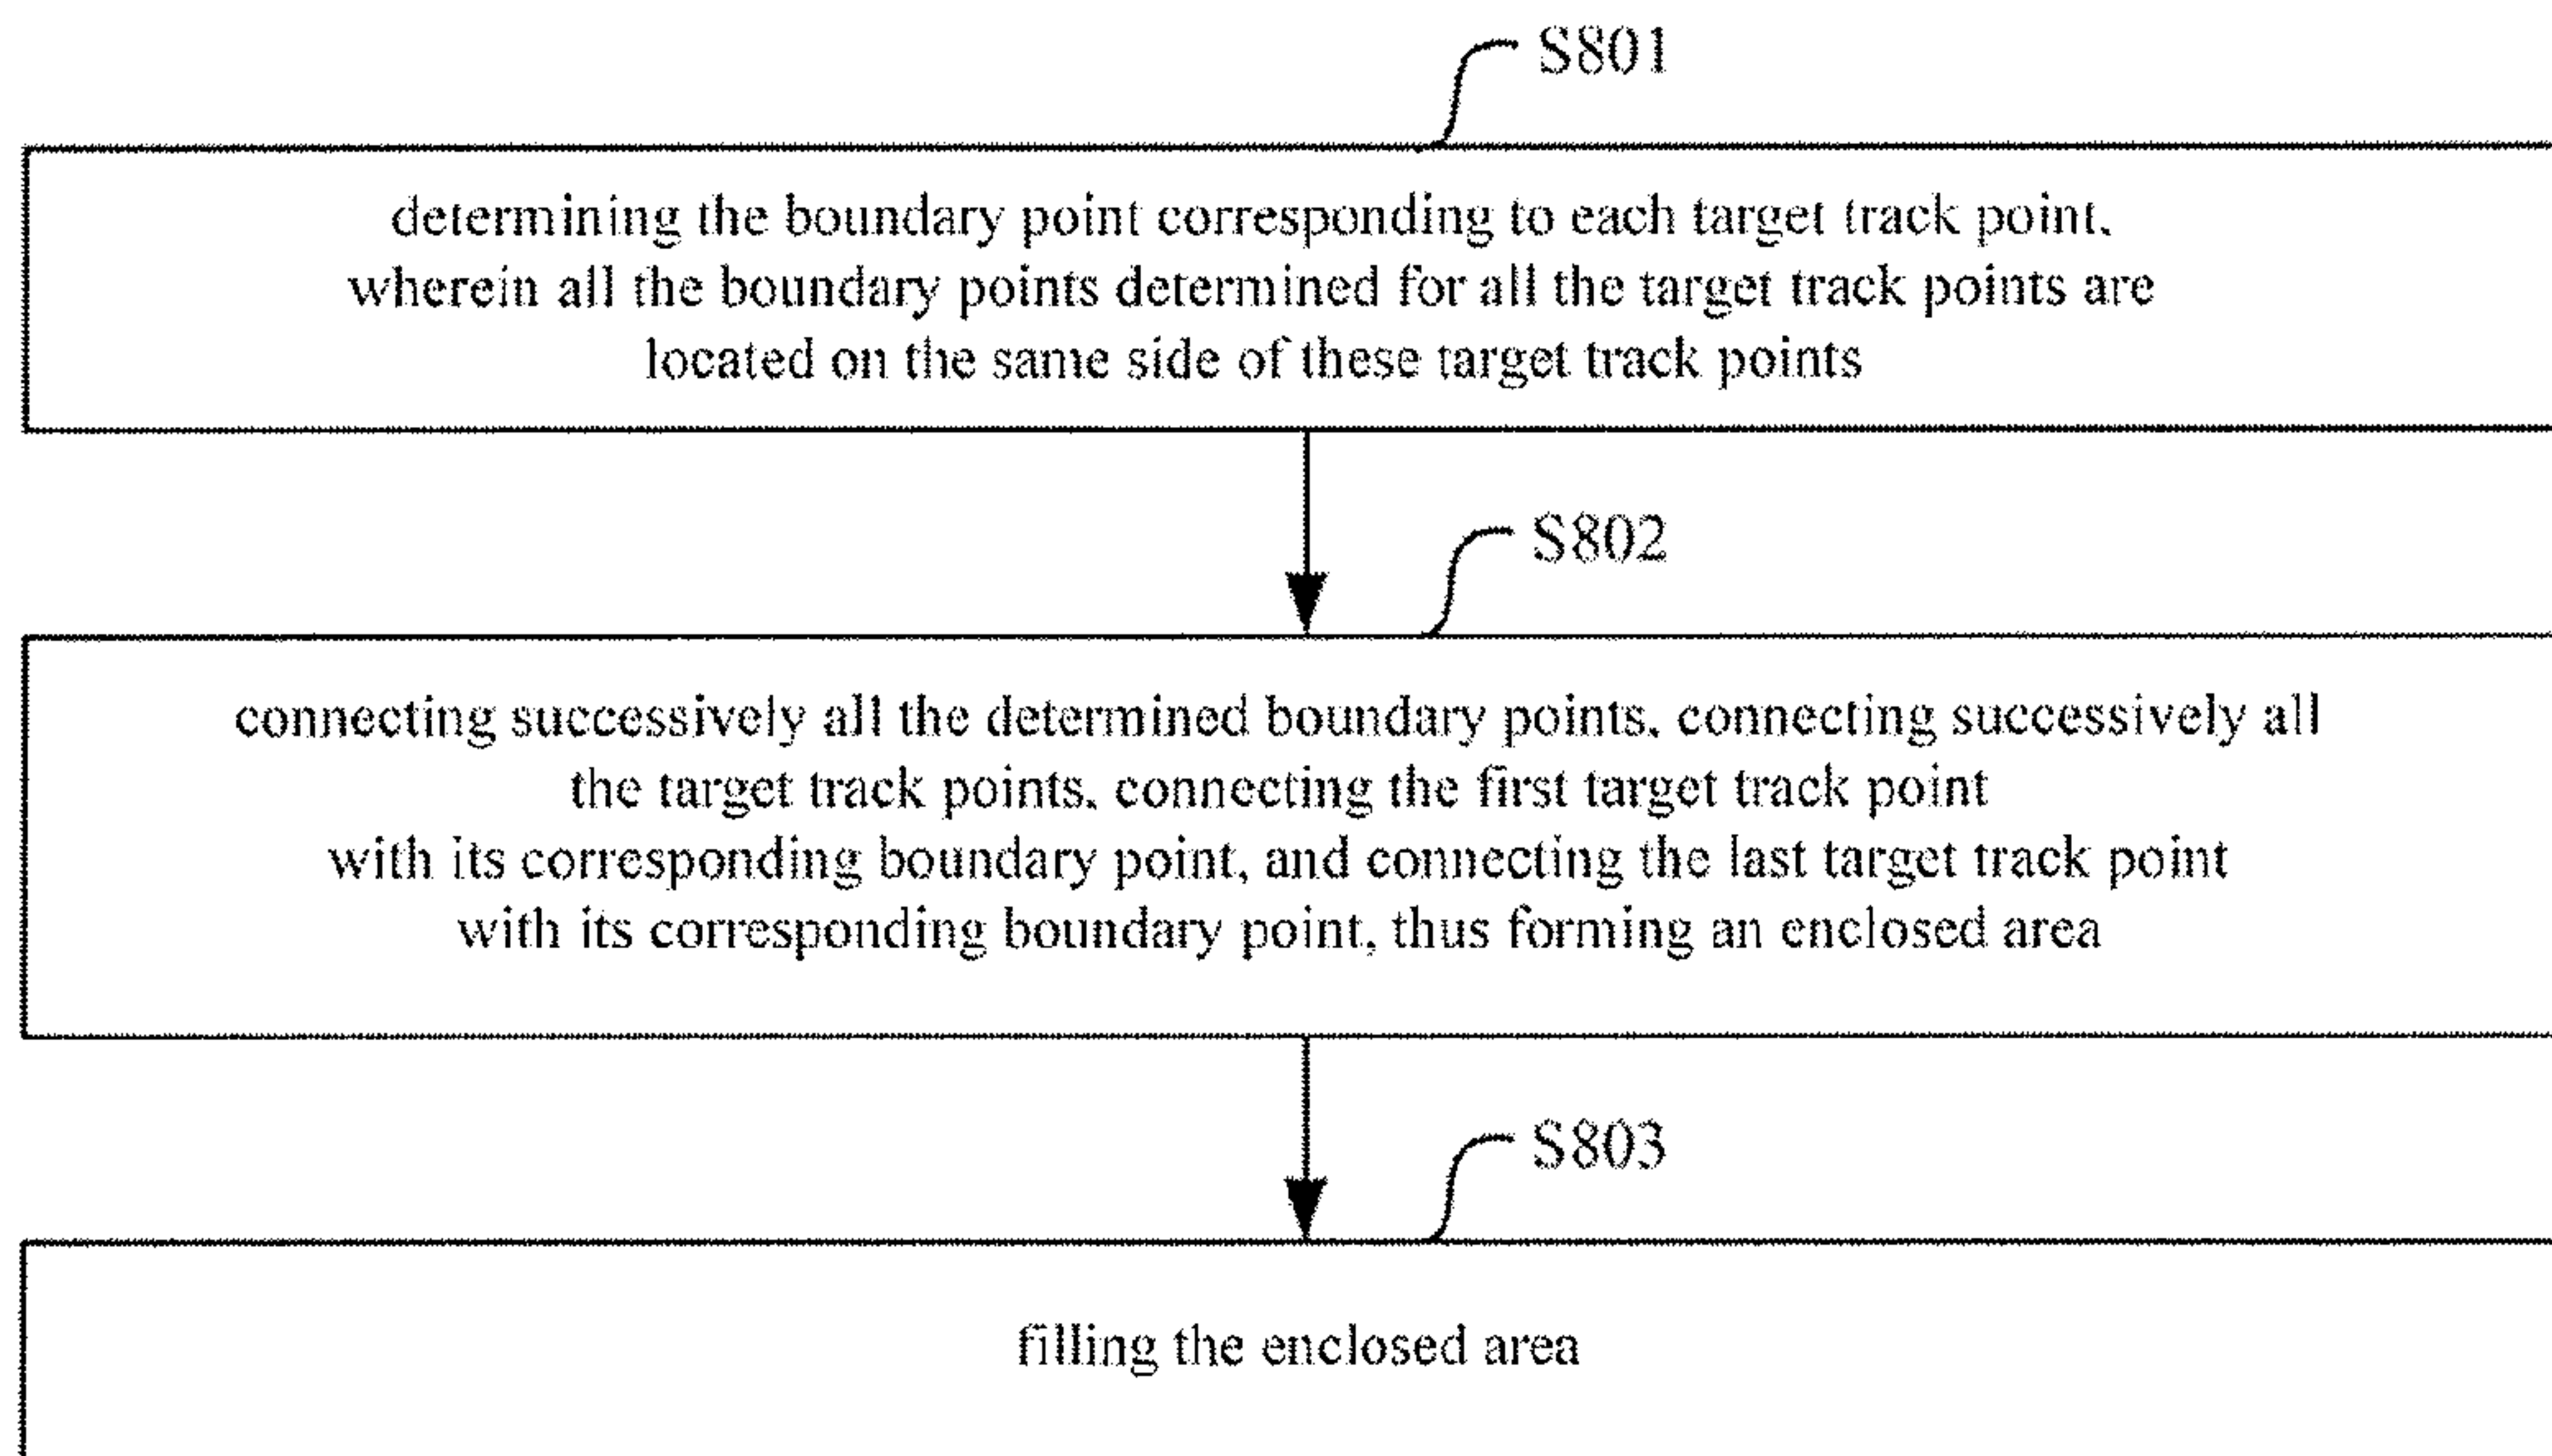 S801
determining the boundary point corresponding to each target track point,
wherein all the boundary points determined for all the target track points are
located on the same side of these target track points
S802
connecting successively all the determined boundary points, connecting successively all
the target track points, connecting the first target track point
with its corresponding boundary point, and connecting the last target track point
with its corresponding boundary point, thus forming an enclosed area
S803
filling the enclosed area